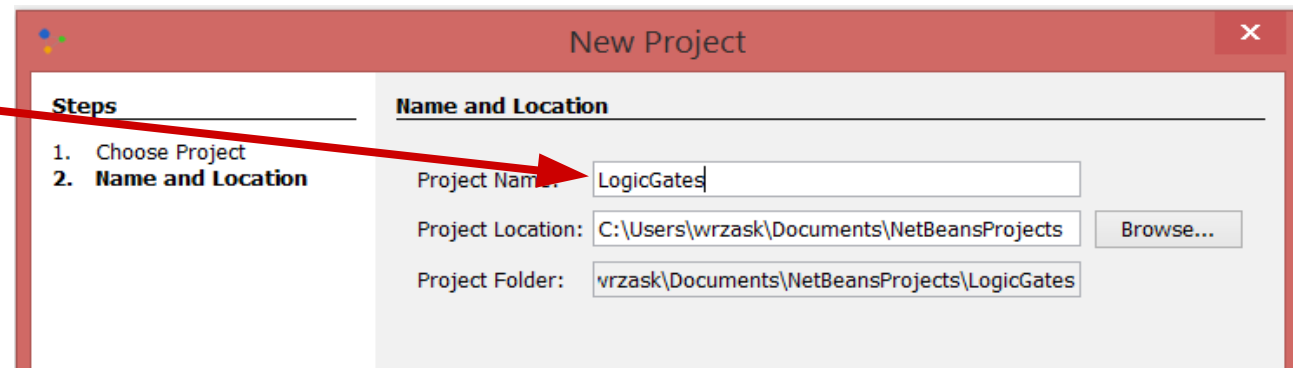 New Project
Steps
1. Choose Project
2. Name and Location
Name and Location
Project Name: LogicGates
Project Location: C:\Users\wrzask\Documents\NetBeansProjects Browse...
Project Folder: wrzask\Documents\NetBeansProjects\LogicGates